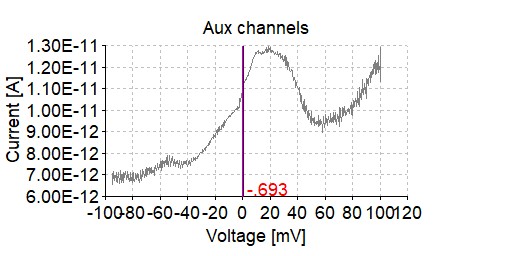 Aux channels
1.30E-11
1.20E-11
1.10E-11
1.00E-11
9.00E-12
8.00E-12
7.00E-12
6.00E-12
Current [A]
-.693
-100 -80 -60 -40 -20 0 20 40 60 80 100 120
Voltage [mV]